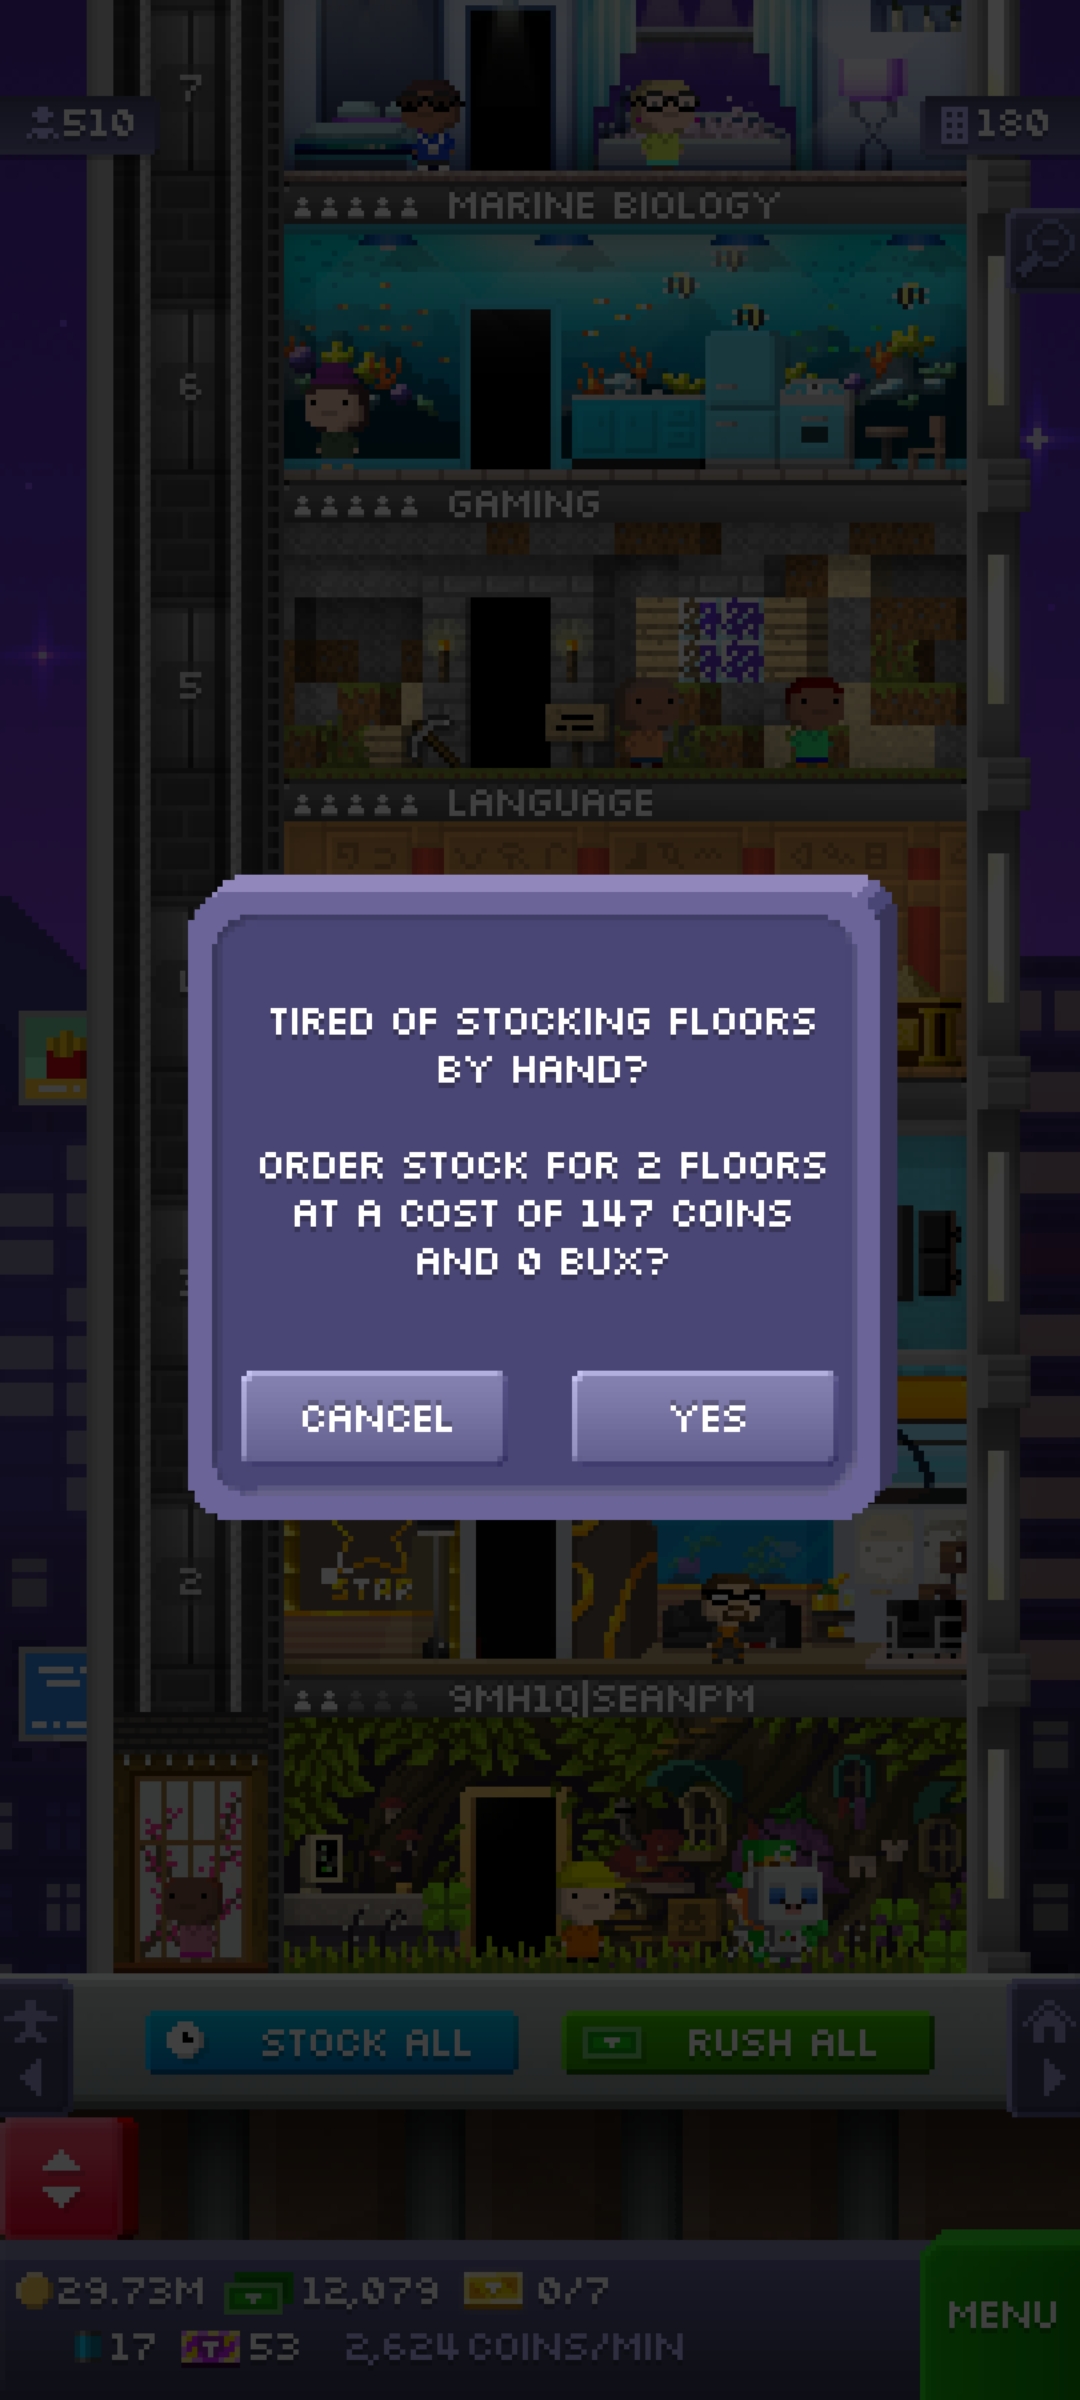 7
510
180
MARINE BIOLOGY
6
GAMING
5
LANGUAGE
TIRED OF STOCKING FLOORS
BY HAND?
ORDER STOCK FOR 2 FLOORS
AT A COST OF 147 COINS
AND 0 BUX?
CANCEL
YES
STAR
2
9MH1Q|SEANPM
STOCK ALL
RUSH ALL
29.73M
12,079
0/7
MENU
17
53
2,624 COINS/MIN